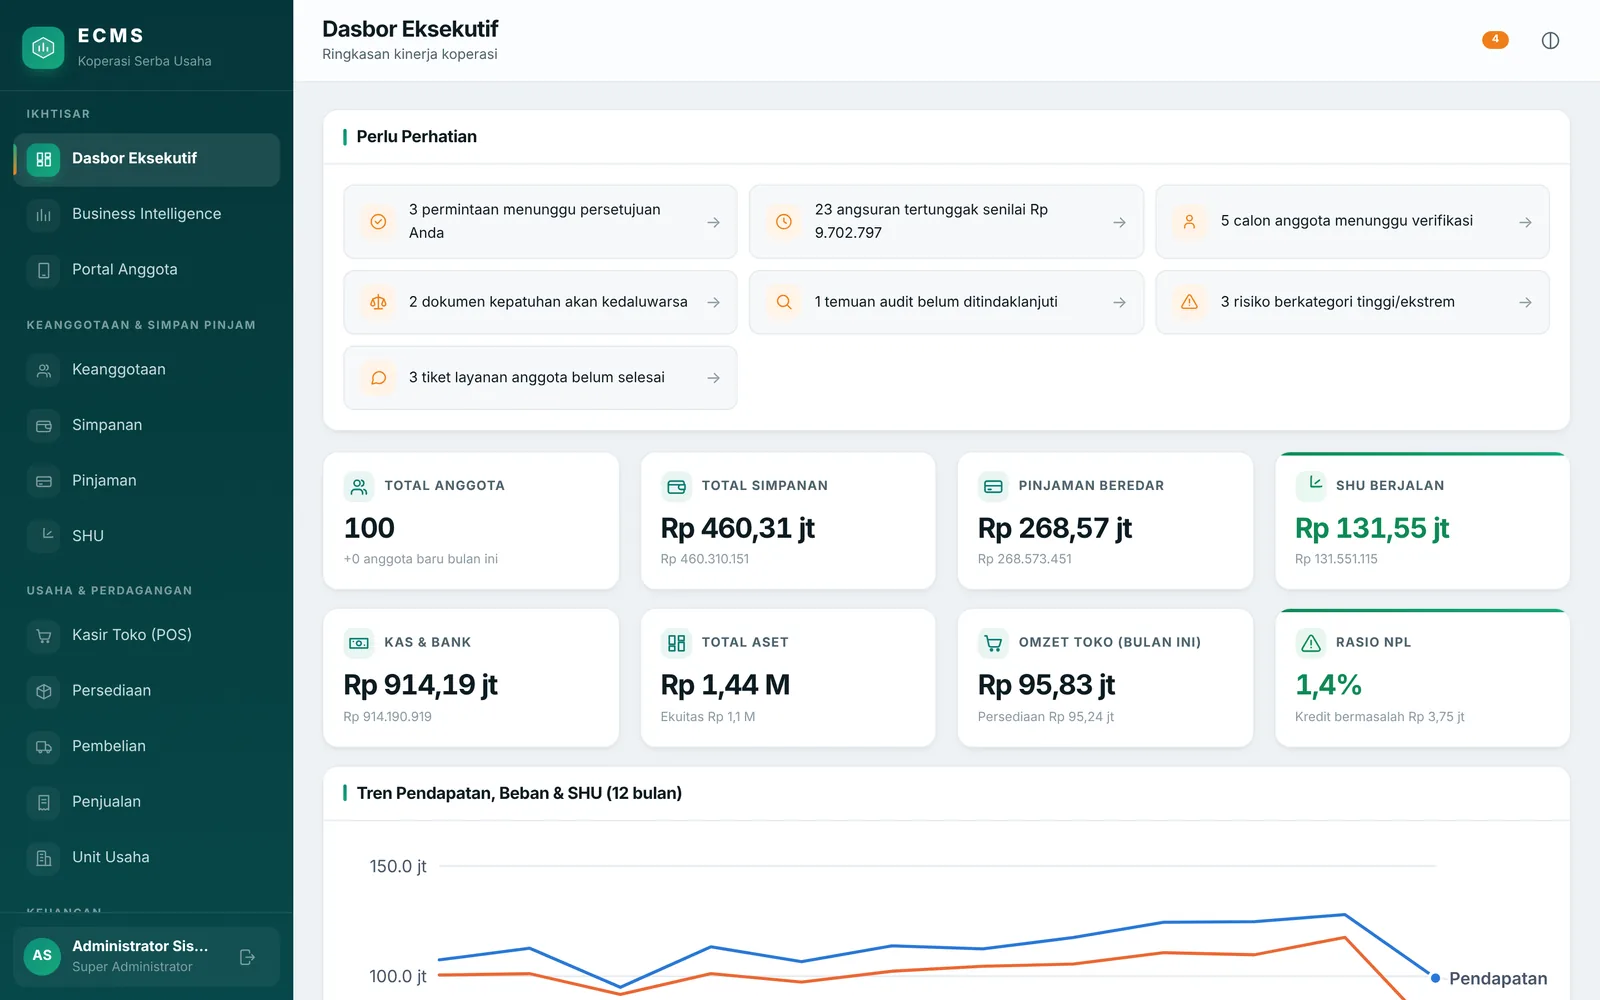 ECMS
Koperasi Serba Usaha
IKHTISAR
Dasbor Eksekutif
Business Intelligence
Portal Anggota
KEANGGOTAAN & SIMPAN PINJAM
Keanggotaan
Simpanan
Pinjaman
SHU
USAHA & PERDAGANGAN
Kasir Toko (POS)
Persediaan
Pembelian
Penjualan
Unit Usaha
KEUANGAN
AS
Administrator Sis...
Super Administrator
Dasbor Eksekutif
Ringkasan kinerja koperasi
4
Perlu Perhatian
3 permintaan menunggu persetujuan
Anda
23 angsuran tertunggak senilai Rp
9.702.797
5 calon anggota menunggu verifikasi
2 dokumen kepatuhan akan kedaluwarsa
1 temuan audit belum ditindaklanjuti
3 risiko berkategori tinggi/ekstrem
3 tiket layanan anggota belum selesai
TOTAL ANGGOTA
100
+0 anggota baru bulan ini
TOTAL SIMPANAN
Rp 460,31 jt
Rp 460.310.151
PINJAMAN BEREDAR
Rp 268,57 jt
Rp 268.573.451
SHU BERJALAN
Rp 131,55 jt
Rp 131.551.115
KAS & BANK
Rp 914,19 jt
Rp 914.190.919
TOTAL ASET
Rp 1,44 M
Ekuitas Rp 1,1 M
OMZET TOKO (BULAN INI)
Rp 95,83 jt
Persediaan Rp 95,24 jt
RASIO NPL
1,4%
Kredit bermasalah Rp 3,75 jt
Tren Pendapatan, Beban & SHU (12 bulan)
150.0 jt
100.0 jt
Pendapatan